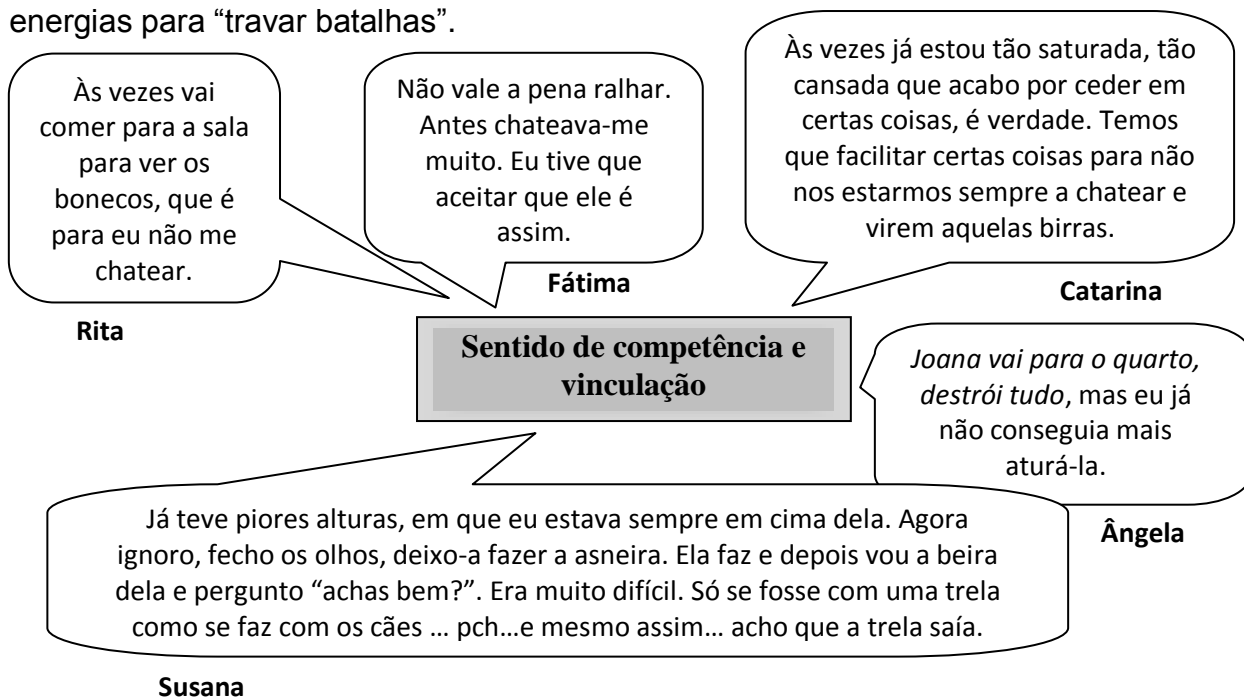 energias para “travar batalhas”.
Às vezes vai
comer para a sala
para ver os
bonecos, que é
para eu não me
chatear.
Rita
Não vale a pena ralhar.
Antes chateava-me
muito. Eu tive que
aceitar que ele é
assim.
Fátima
Às vezes já estou tão saturada, tão
cansada que acabo por ceder em
certas coisas, é verdade. Temos
que facilitar certas coisas para não
nos estarmos sempre a chatear e
virem aquelas birras.
Catarina
Sentido de competência e
vinculação
Joana vai para o quarto,
destrói tudo, mas eu já
não conseguia mais
aturá-la.
Ângela
Já teve piores alturas, em que eu estava sempre em cima dela. Agora
ignoro, fecho os olhos, deixo-a fazer a asneira. Ela faz e depois vou a beira
dela e pergunto “achas bem?”. Era muito difícil. Só se fosse com uma trela
como se faz com os cães … pch…e mesmo assim… acho que a trela saía.
Susana